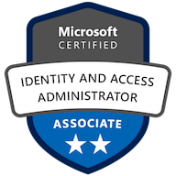 Microsoft
CERTIFIED
IDENTITY AND ACCESS
ADMINISTRATOR
ASSOCIATE